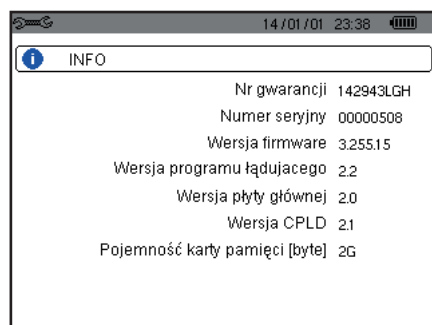 14/01/01 23:38
INFO
Nr gwarancji 142943LGH
Numer seryjny 00000508
Wersja firmware 3.255.15
Wersja programu łądujacego 2.2
Wersja płyty głównej 2.0
Wersja CPLD 2.1
Pojemność karty pamięci [byte] 2G